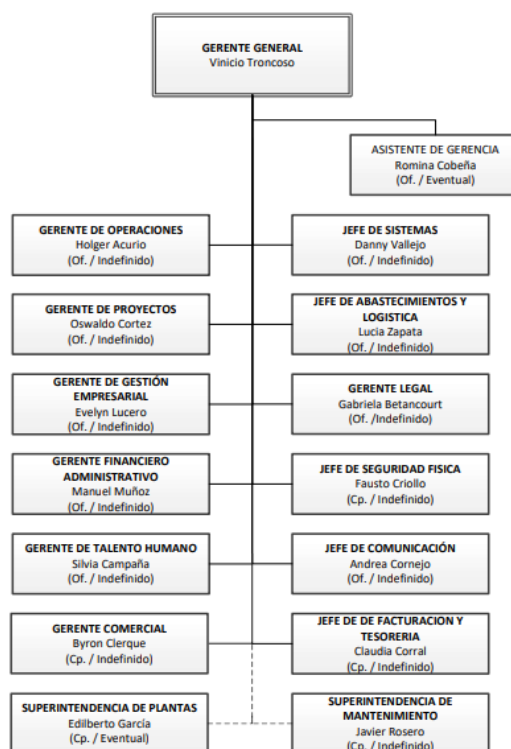 GERENTE GENERAL
Vinicio Troncoso
ASISTENTE DE GERENCIA
Romina Cobeña
(Of. / Eventual)
GERENTE DE OPERACIONES
Holger Acurio
(Of. / Indefinido)
JEFE DE SISTEMAS
Danny Vallejo
(Of. / Indefinido)
GERENTE DE PROYECTOS
Oswaldo Cortez
(Of. / Indefinido)
JEFE DE ABASTECIMIENTOS Y
LOGISTICA
Lucia Zapata
(Of. / Indefinido)
GERENTE DE GESTIÓN
EMPRESARIAL
Evelyn Lucero
(Of. / Indefinido)
GERENTE LEGAL
Gabriela Betancourt
(Of. /Indefinido)
GERENTE FINANCIERO
ADMINISTRATIVO
Manuel Muñoz
(Of. / Indefinido)
JEFE DE SEGURIDAD FISICA
Fausto Criollo
(Cp. / Indefinido)
GERENTE DE TALENTO HUMANO
Silvia Campaña
(Of. / Indefinido)
JEFE DE COMUNICACIÓN
Andrea Cornejo
(Of. / Indefinido)
GERENTE COMERCIAL
Byron Clerque
(Cp. / Indefinido)
JEFE DE DE FACTURACION Y
TESORERIA
Claudia Corral
(Cp. / Indefinido)
SUPERINTENDENCIA DE PLANTAS
Edilberto García
(Cp. / Eventual)
SUPERINTENDENCIA DE
MANTENIMIENTO
Javier Rosero
(Cp. / Indefinido)